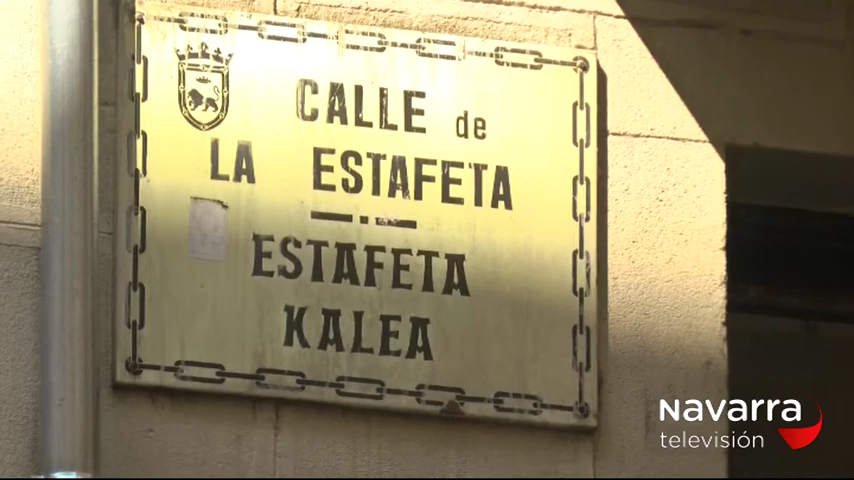 CALLE de
LA ESTAFETA
ESTAFETA
KALEA
NAVARRA
televisión